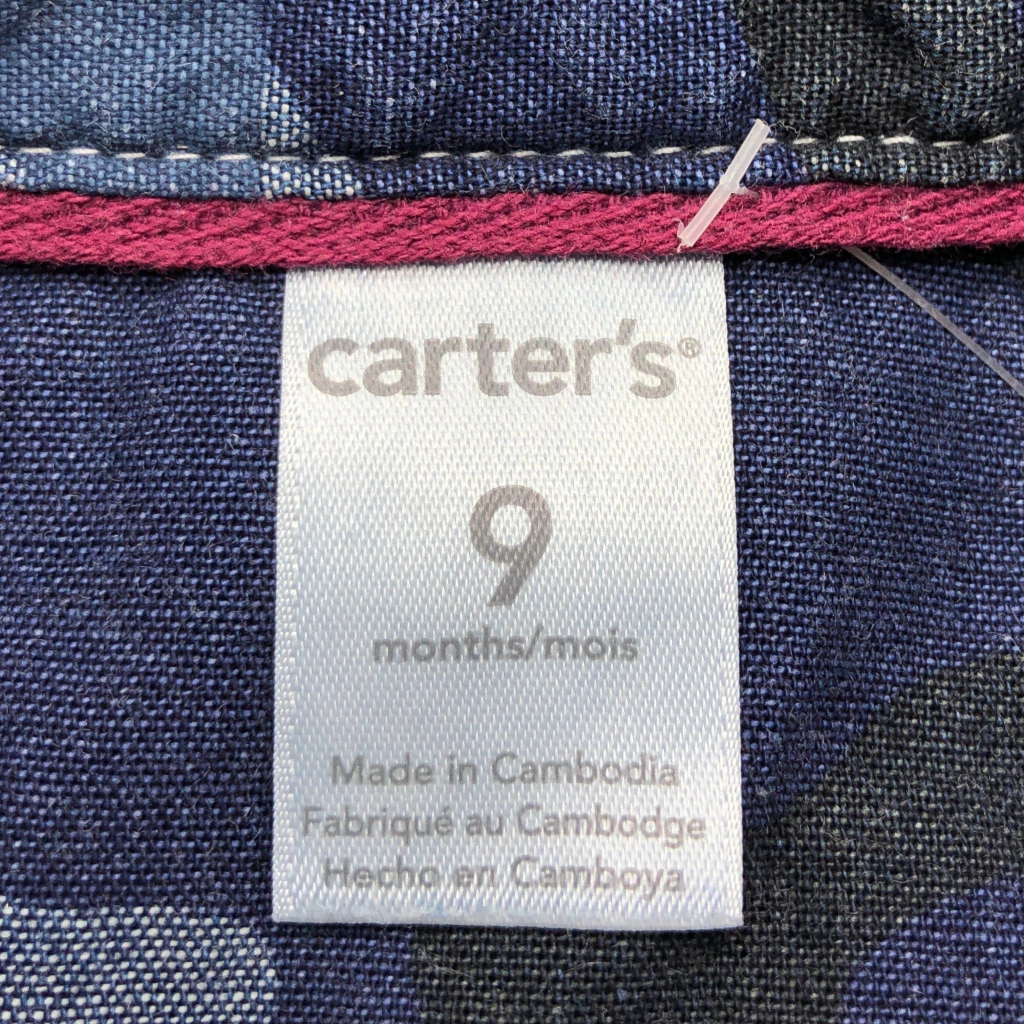 carter's®
9
months/mois
Made in Cambodia
Fabriqué au Cambodge
Hecho en Camboya